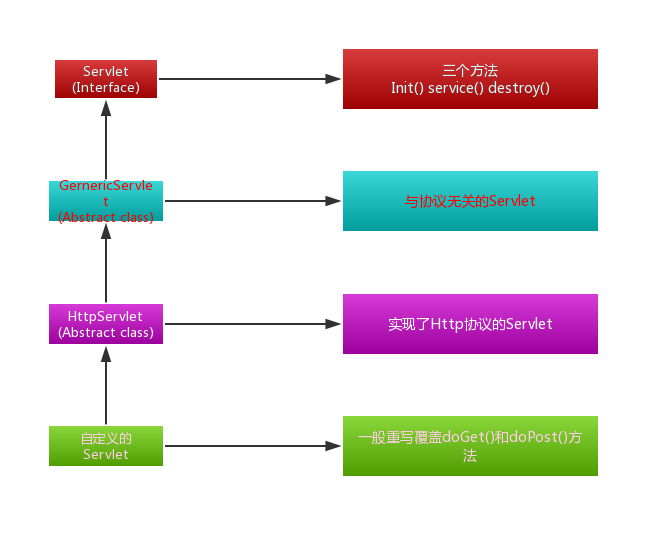 Servlet
(Interface)
三个方法
Init() service() destroy()
GernericServle
t
(Abstract class)
与协议无关的Servlet
HttpServlet
(Abstract class)
实现了Http协议的Servlet
自定义的
Servlet
一般重写覆盖doGet()和doPost()方
法